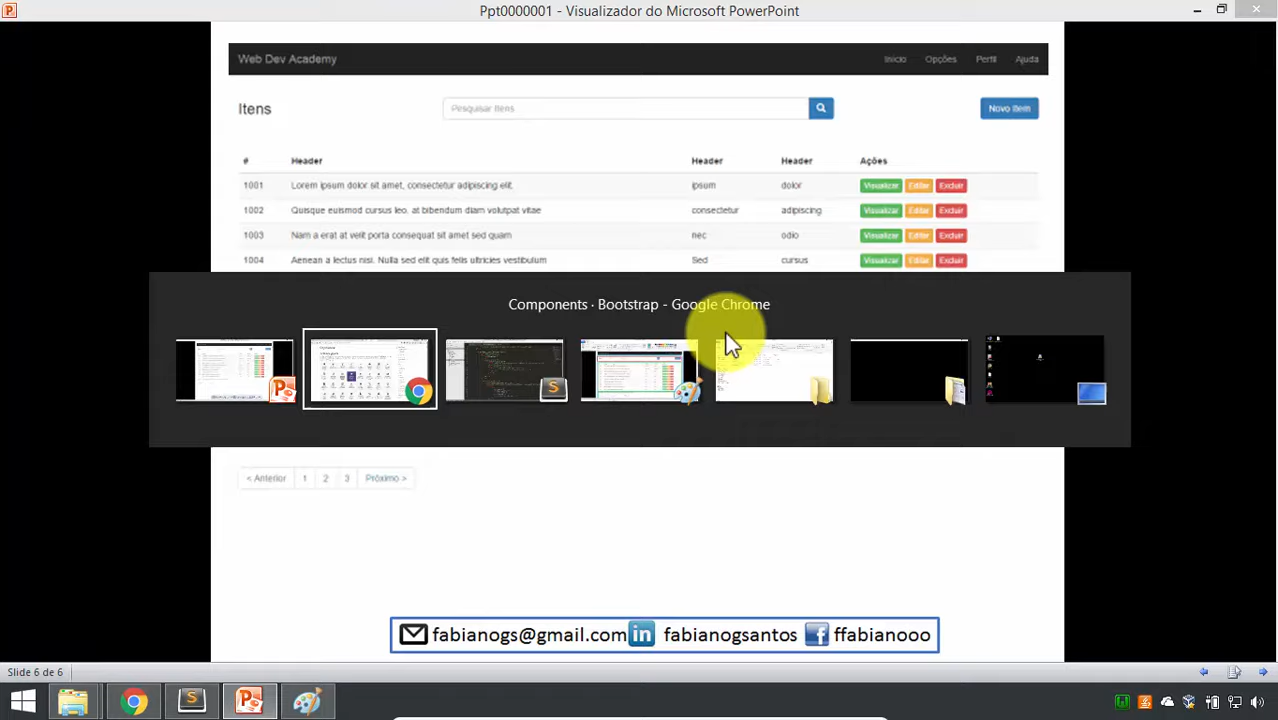 Ppt0000001 - Visualizador do Microsoft PowerPoint
Web Dev Academy Início Opções Perfil Ajuda
Itens Pesquisar Itens Novo Item
# Header Header Header Ações
1001 Lorem ipsum dolor sit amet, consectetur adipiscing elit. ipsum dolor Visualizar Editar Excluir
1002 Quisque euismod cursus leo. at bibendum diam volutpat vitae consectetur adipiscing Visualizar Editar Excluir
1003 Nam a erat at velit porta consequat sit amet sed quam nec odio Visualizar Editar Excluir
1004 Aenean a lectus nisl. Nulla sed elit quis felis ultricies vestibulum Sed cursus Visualizar Editar Excluir
Components · Bootstrap - Google Chrome
< Anterior 1 2 3 Próximo >
fabianogs@gmail.com in fabianogsantos f ffabianooo
Slide 6 de 6